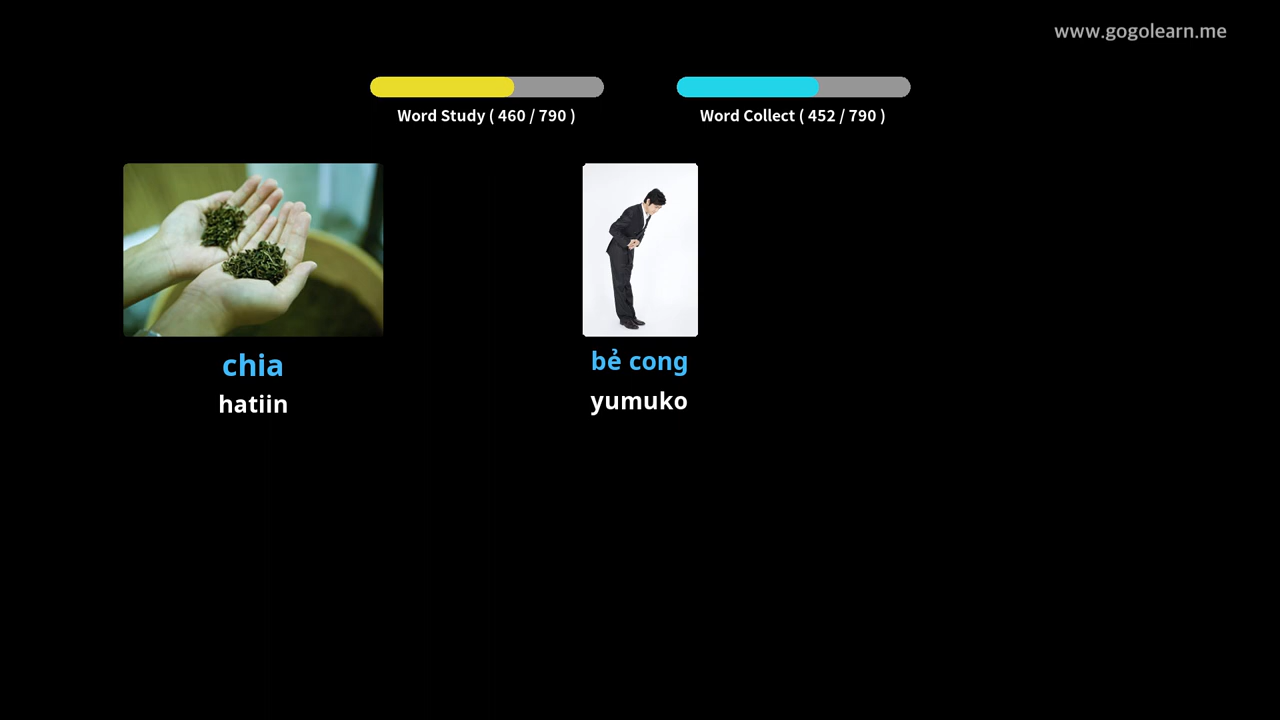 www.gogolearn.me
Word Study ( 460 / 790 )
Word Collect ( 452 / 790 )
chia
hatiin
bẻ cong
yumuko